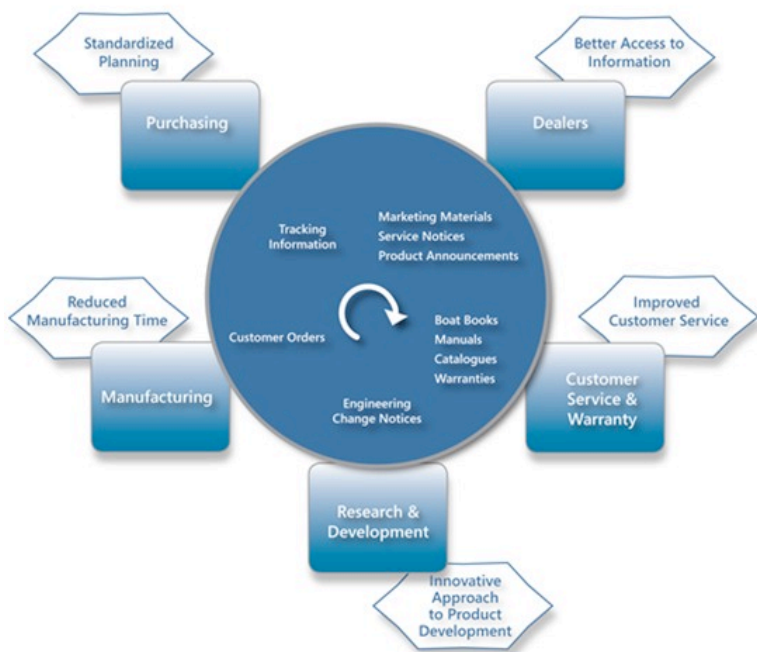 Standardized
Planning
Purchasing
Better Access to
Information
Dealers
Tracking
Information
Marketing Materials
Service Notices
Product Announcements
Reduced
Manufacturing Time
Manufacturing
Customer Orders
Boat Books
Manuals
Catalogues
Warranties
Improved
Customer Service
Customer
Service &
Warranty
Engineering
Change Notices
Research &
Development
Innovative
Approach
to Product
Development